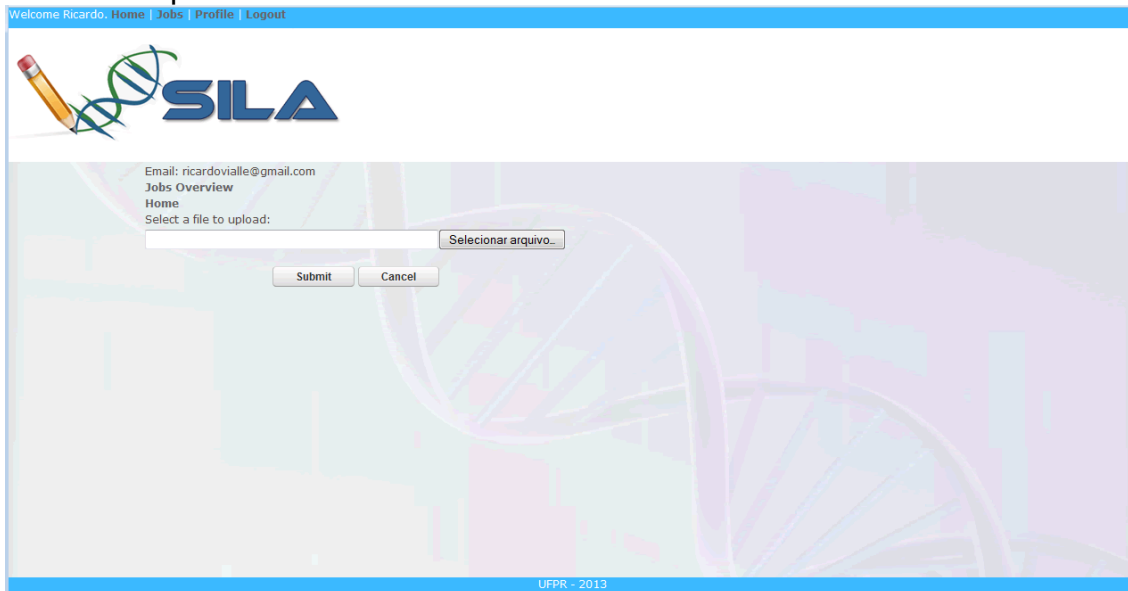 Welcome Ricardo. Home | Jobs | Profile | Logout
SILA
Email: ricardovialle@gmail.com
Jobs Overview
Home
Select a file to upload:
Selecionar arquivo...
Submit Cancel
UFPR - 2013